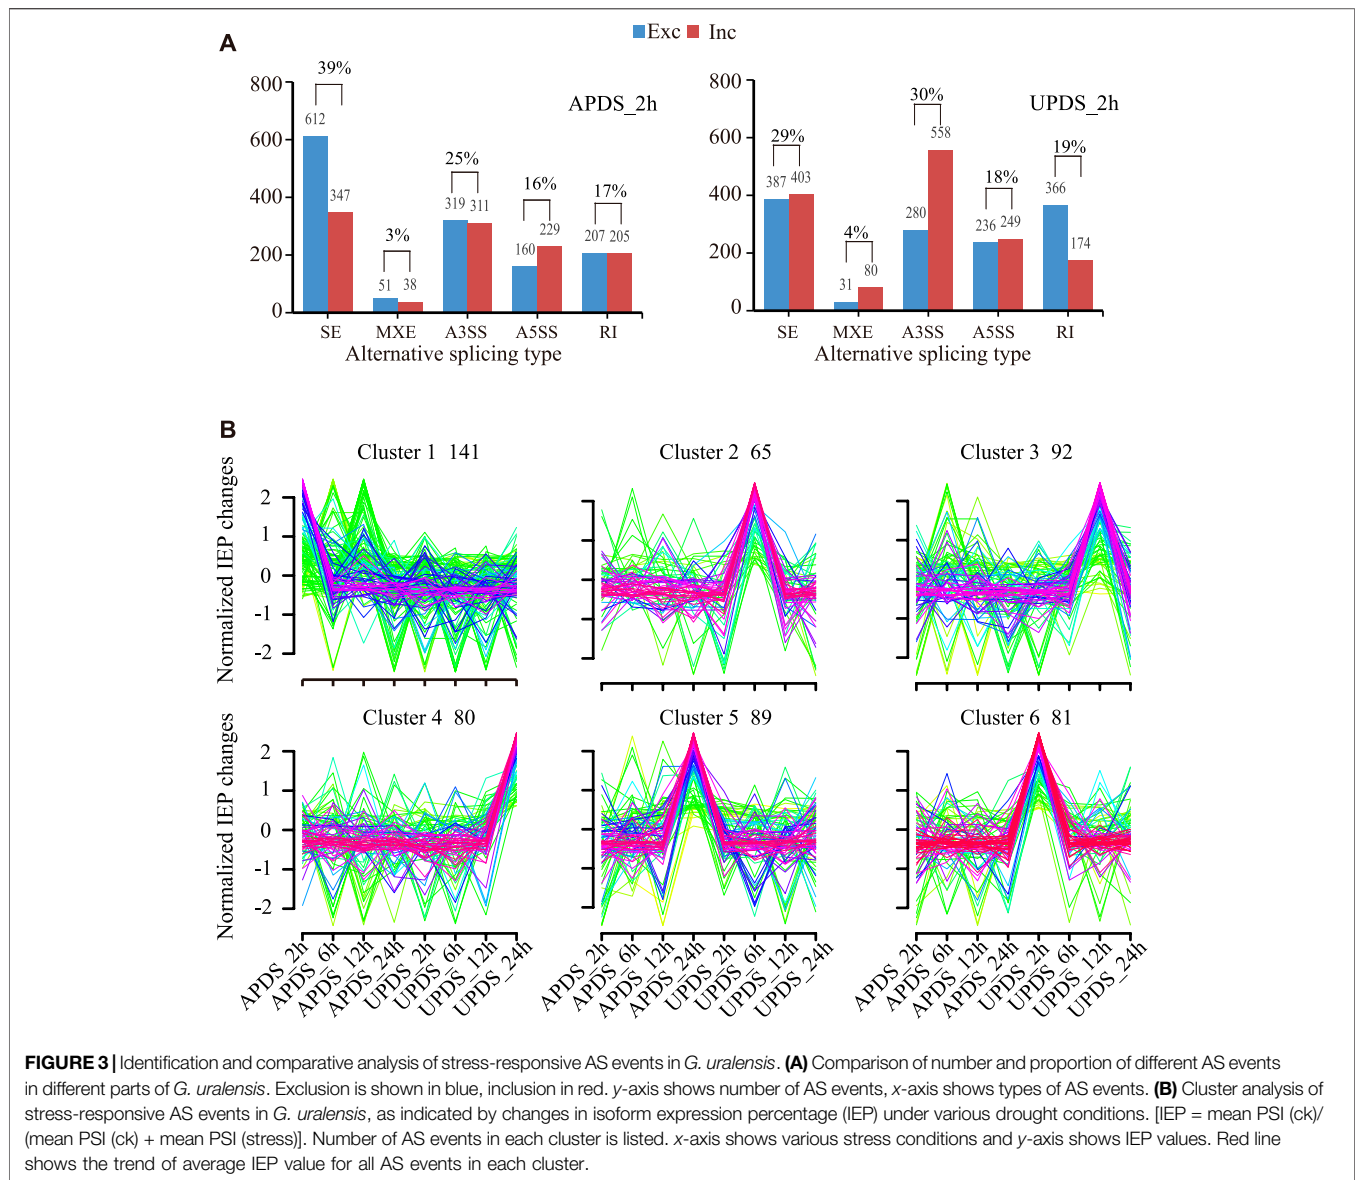 Exc Inc
A
800
600
400
200
0
39%
612
347
3%
51
38
25%
319
311
16%
160
229
17%
207
205
APDS_2h
SE MXE A3SS A5SS RI
Alternative splicing type
800
600
400
200
0
29%
387
403
4%
31
80
30%
280
558
18%
236
249
19%
366
174
UPDS_2h
SE MXE A3SS A5SS RI
Alternative splicing type
B
Cluster 1 141
Cluster 2 65
Cluster 3 92
Normalized IEP changes
2
1
0
-1
-2
Cluster 4 80
Cluster 5 89
Cluster 6 81
Normalized IEP changes
2
1
0
-1
-2
APDS_2h
APDS_6h
APDS_12h
APDS_24h
UPDS_2h
UPDS_6h
UPDS_12h
UPDS_24h
APDS_2h
APDS_6h
APDS_12h
APDS_24h
UPDS_2h
UPDS_6h
UPDS_12h
UPDS_24h
APDS_2h
APDS_6h
APDS_12h
APDS_24h
UPDS_2h
UPDS_6h
UPDS_12h
UPDS_24h
FIGURE 3 | Identification and comparative analysis of stress-responsive AS events in G. uralensis. (A) Comparison of number and proportion of different AS events
in different parts of G. uralensis. Exclusion is shown in blue, inclusion in red. y-axis shows number of AS events, x-axis shows types of AS events. (B) Cluster analysis of
stress-responsive AS events in G. uralensis, as indicated by changes in isoform expression percentage (IEP) under various drought conditions. [IEP = mean PSI (ck)/
(mean PSI (ck) + mean PSI (stress)]. Number of AS events in each cluster is listed. x-axis shows various stress conditions and y-axis shows IEP values. Red line
shows the trend of average IEP value for all AS events in each cluster.